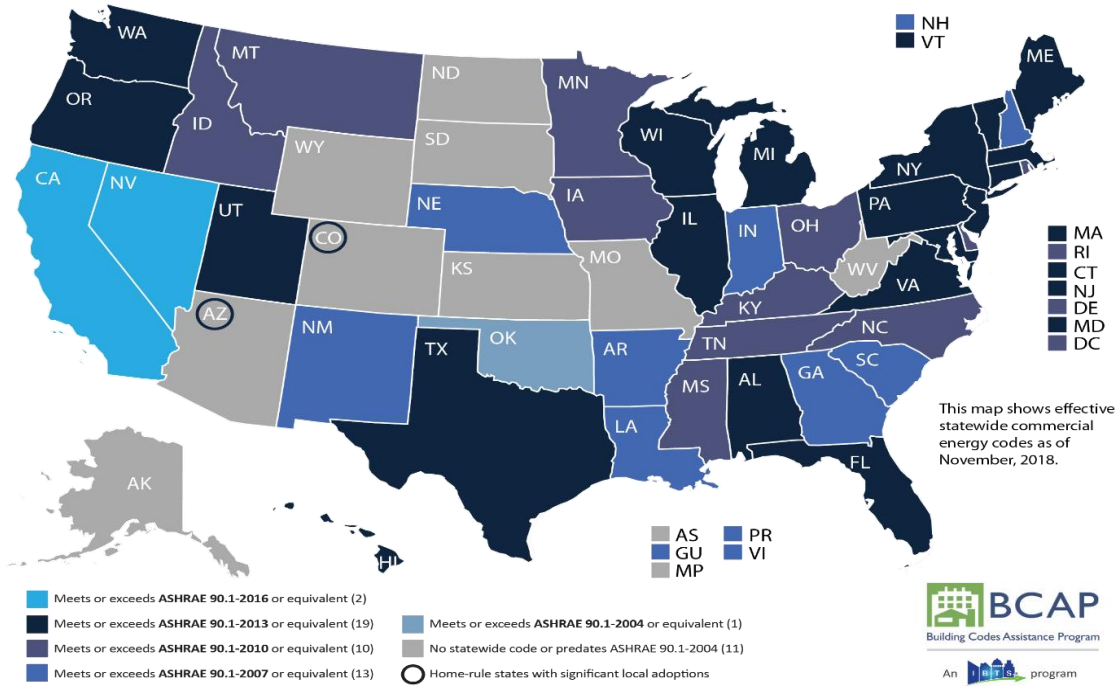 WA
MT
ND
MN
ME
NH
VT
OR
ID
SD
WI
MI
NY
WY
CA
NV
UT
NE
IA
IL
IN
OH
PA
CO
KS
MO
WV
VA
KY
MA
RI
CT
NJ
DE
MD
DC
AZ
NM
OK
AR
TN
NC
SC
TX
LA
MS
AL
GA
FL
This map shows effective
statewide commercial
energy codes as of
November, 2018.
AK
HI
AS
GU
MP
PR
VI
Meets or exceeds ASHRAE 90.1-2016 or equivalent (2)
Meets or exceeds ASHRAE 90.1-2013 or equivalent (19)
Meets or exceeds ASHRAE 90.1-2010 or equivalent (10)
Meets or exceeds ASHRAE 90.1-2007 or equivalent (13)
Meets or exceeds ASHRAE 90.1-2004 or equivalent (1)
No statewide code or predates ASHRAE 90.1-2004 (11)
Home-rule states with significant local adoptions
BCAP
Building Codes Assistance Program
An IBTS program